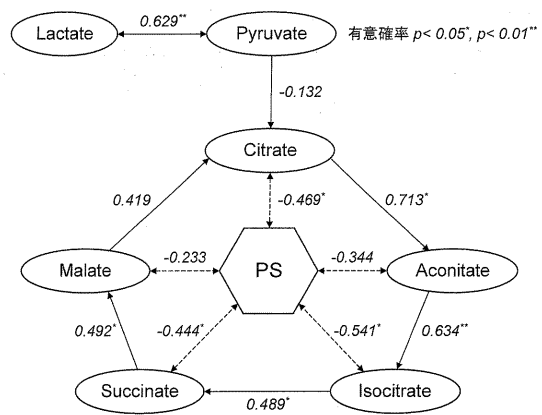 Lactate 0.629** Pyruvate 有意確率 p< 0.05*, p< 0.01**
-0.132
Citrate
0.419 -0.469* 0.713*
Malate -0.233 PS -0.344 Aconitate
0.492* -0.444* -0.541* 0.634**
Succinate 0.489* Isocitrate